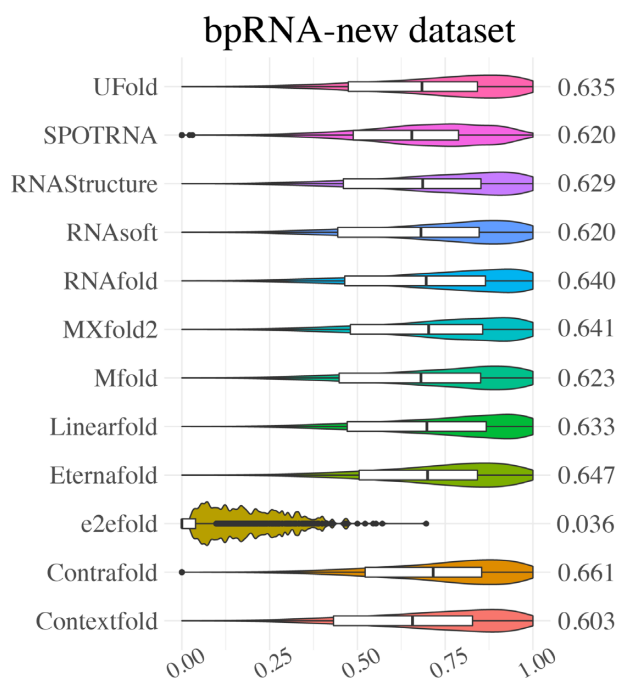 bpRNA-new dataset
UFold 0.635
SPOTRNA 0.620
RNAStructure 0.629
RNAsoft 0.620
RNAfold 0.640
MXfold2 0.641
Mfold 0.623
Linearfold 0.633
Eternafold 0.647
e2efold 0.036
Contrafold 0.661
Contextfold 0.603
0.00 0.25 0.50 0.75 1.00